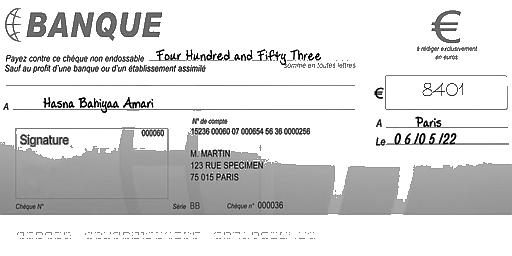 BANQUE
€
à rédiger exclusivement
en euros
Payez contre ce chèque non endossable Four Hundred and Fifty Three
Sauf au profit d'une banque ou d'un établissement assimilé
somme en toutes lettres
€ 8401
A Hasna Bahiyaa Amari
A Paris
Le 06/05/22
Signature
000060
N° de compte
15236 00060 07 000654 56 36 0000256
M. MARTIN
123 RUE SPECIMEN
75 015 PARIS
Chèque N°
Série BB
Chéque n° 000036